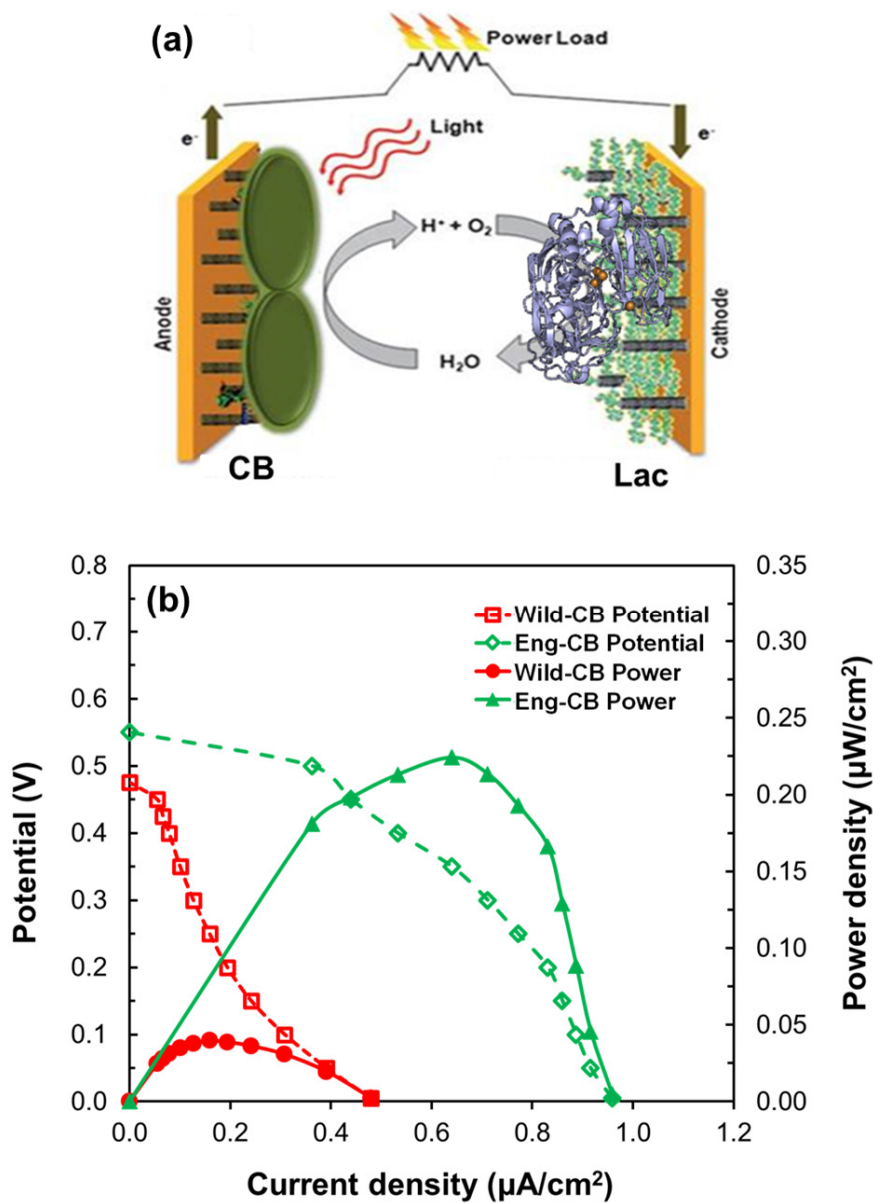 (a)
Power Load
e-
Light
e-
H+ + O2
Anode
Cathode
H2O
CB
Lac
(b)
Wild-CB Potential
Eng-CB Potential
Wild-CB Power
Eng-CB Power
Potential (V)
0.8
0.7
0.6
0.5
0.4
0.3
0.2
0.1
0.0
0.35
0.30
0.25
0.20
0.15
0.10
0.05
0.00
Power density (µW/cm²)
0.0 0.2 0.4 0.6 0.8 1.0 1.2
Current density (µA/cm²)